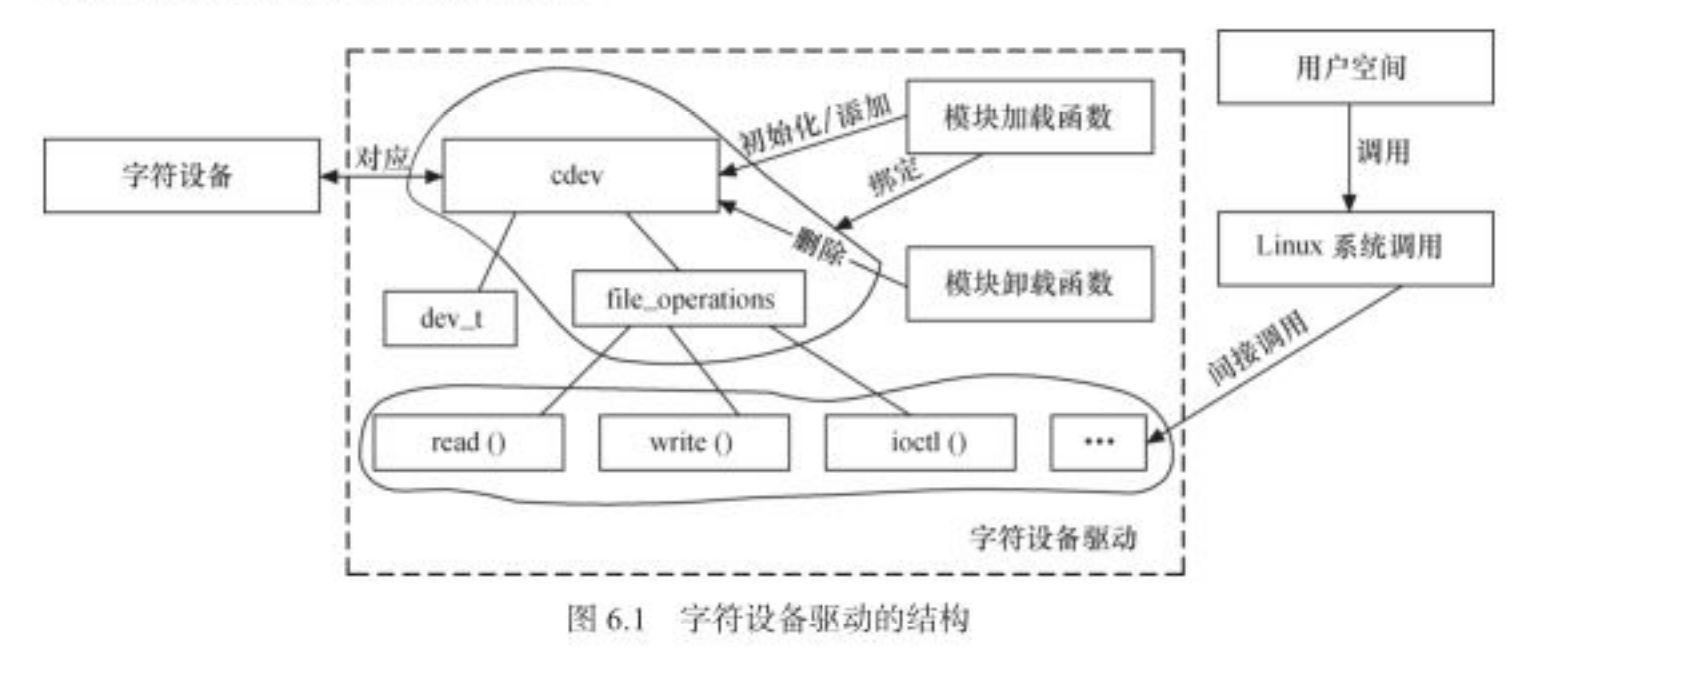 用户空间
模块加载函数
初始化/添加
调用
对应
字符设备
cdev
绑定
删除
Linux 系统调用
模块卸载函数
file_operations
dev_t
间接调用
read ()
write ()
ioctl ()
•••
字符设备驱动
图 6.1 字符设备驱动的结构